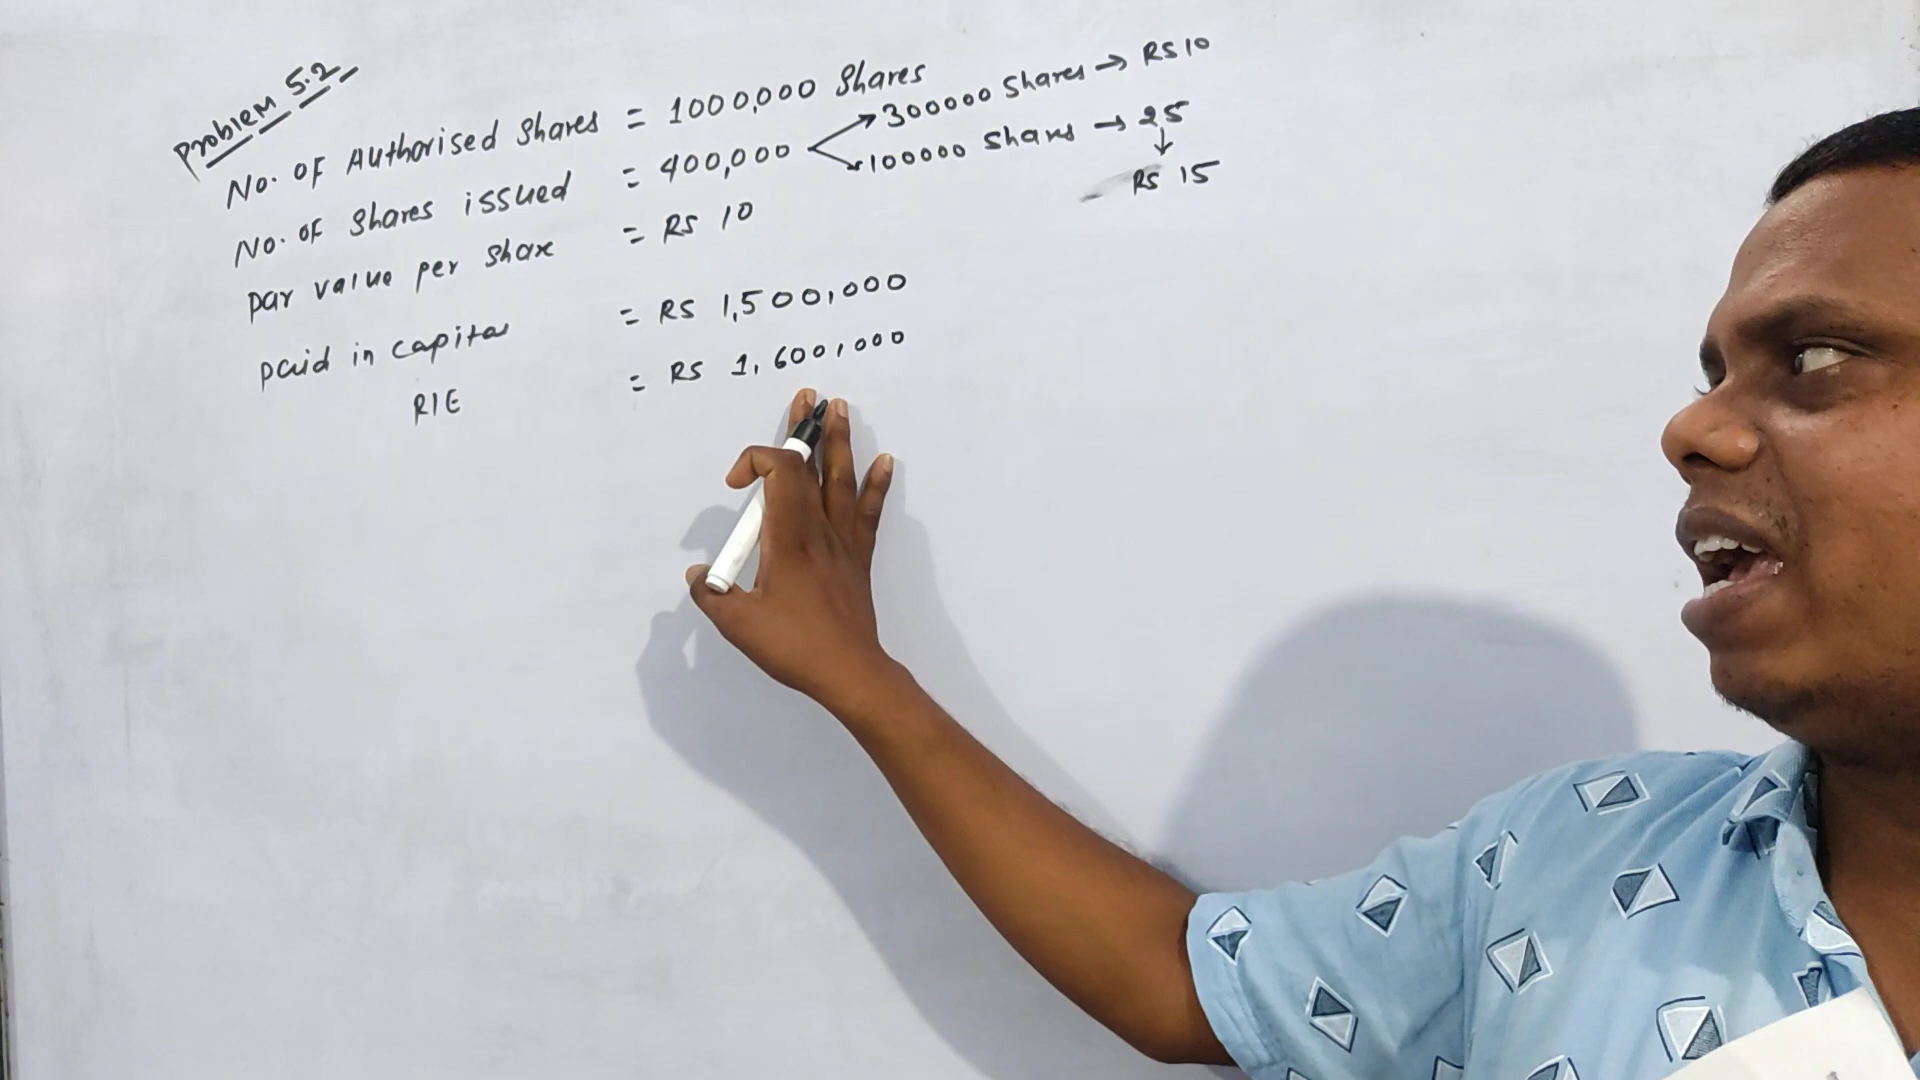 Problem 5.2
No. of Authorised Shares = 1000,000 Shares
No. of Shares issued = 400,000 → 300000 Shares → RS 10
→ 100000 Shares → 25
↓
RS 15
par value per share = RS 10
paid in capital = RS 1,500,000
R/E = RS 1,600,000